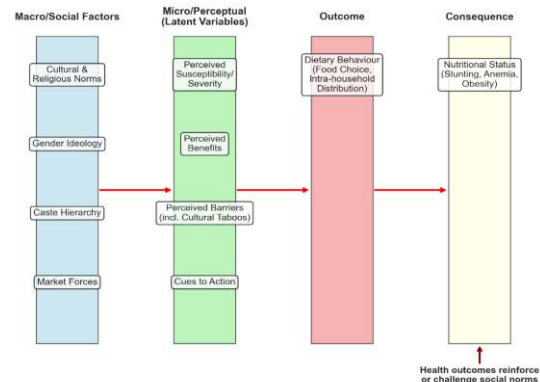 Macro/Social Factors
Micro/Perceptual
(Latent Variables)
Outcome
Consequence
Cultural &
Religious Norms
Gender Ideology
Caste Hierarchy
Market Forces
Perceived
Susceptibility/
Severity
Perceived
Benefits
Perceived Barriers
(incl. Cultural Taboos)
Cues to Action
Dietary Behaviour
(Food Choice,
Intra-household
Distribution)
Nutritional Status
(Stunting, Anemia,
Obesity)
Health outcomes reinforce
or challenge social norms